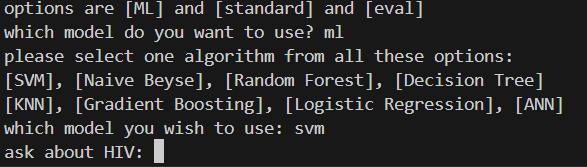 options are [ML] and [standard] and [eval]
which model do you want to use? ml
please select one algorithm from all these options:
[SVM], [Naive Beyse], [Random Forest], [Decision Tree]
[KNN], [Gradient Boosting], [Logistic Regression], [ANN]
which model you wish to use: svm
ask about HIV: